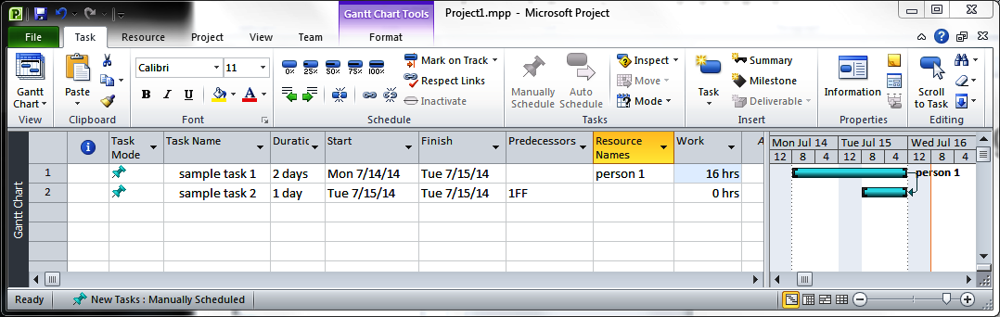 Gantt Chart Tools Project1.mpp - Microsoft Project
File Task Resource Project View Team Format
Gantt Chart Paste Calibri 11 0% 25% 50% 75% 100% Mark on Track Manually Schedule Auto Schedule Inspect Task Summary Information Scroll to Task
B I U A Respect Links Move Milestone
Inactivate Mode Deliverable
View Clipboard Font Schedule Tasks Insert Properties Editing
Task Mode Task Name Duratic Start Finish Predecessors Resource Names Work A Mon Jul 14 Tue Jul 15 Wed Jul 16
12 8 4 12 8 4 12 8 4
1 sample task 1 2 days Mon 7/14/14 Tue 7/15/14 person 1 16 hrs person 1
2 sample task 2 1 day Tue 7/15/14 Tue 7/15/14 1FF 0 hrs
Gantt Chart
Ready New Tasks : Manually Scheduled